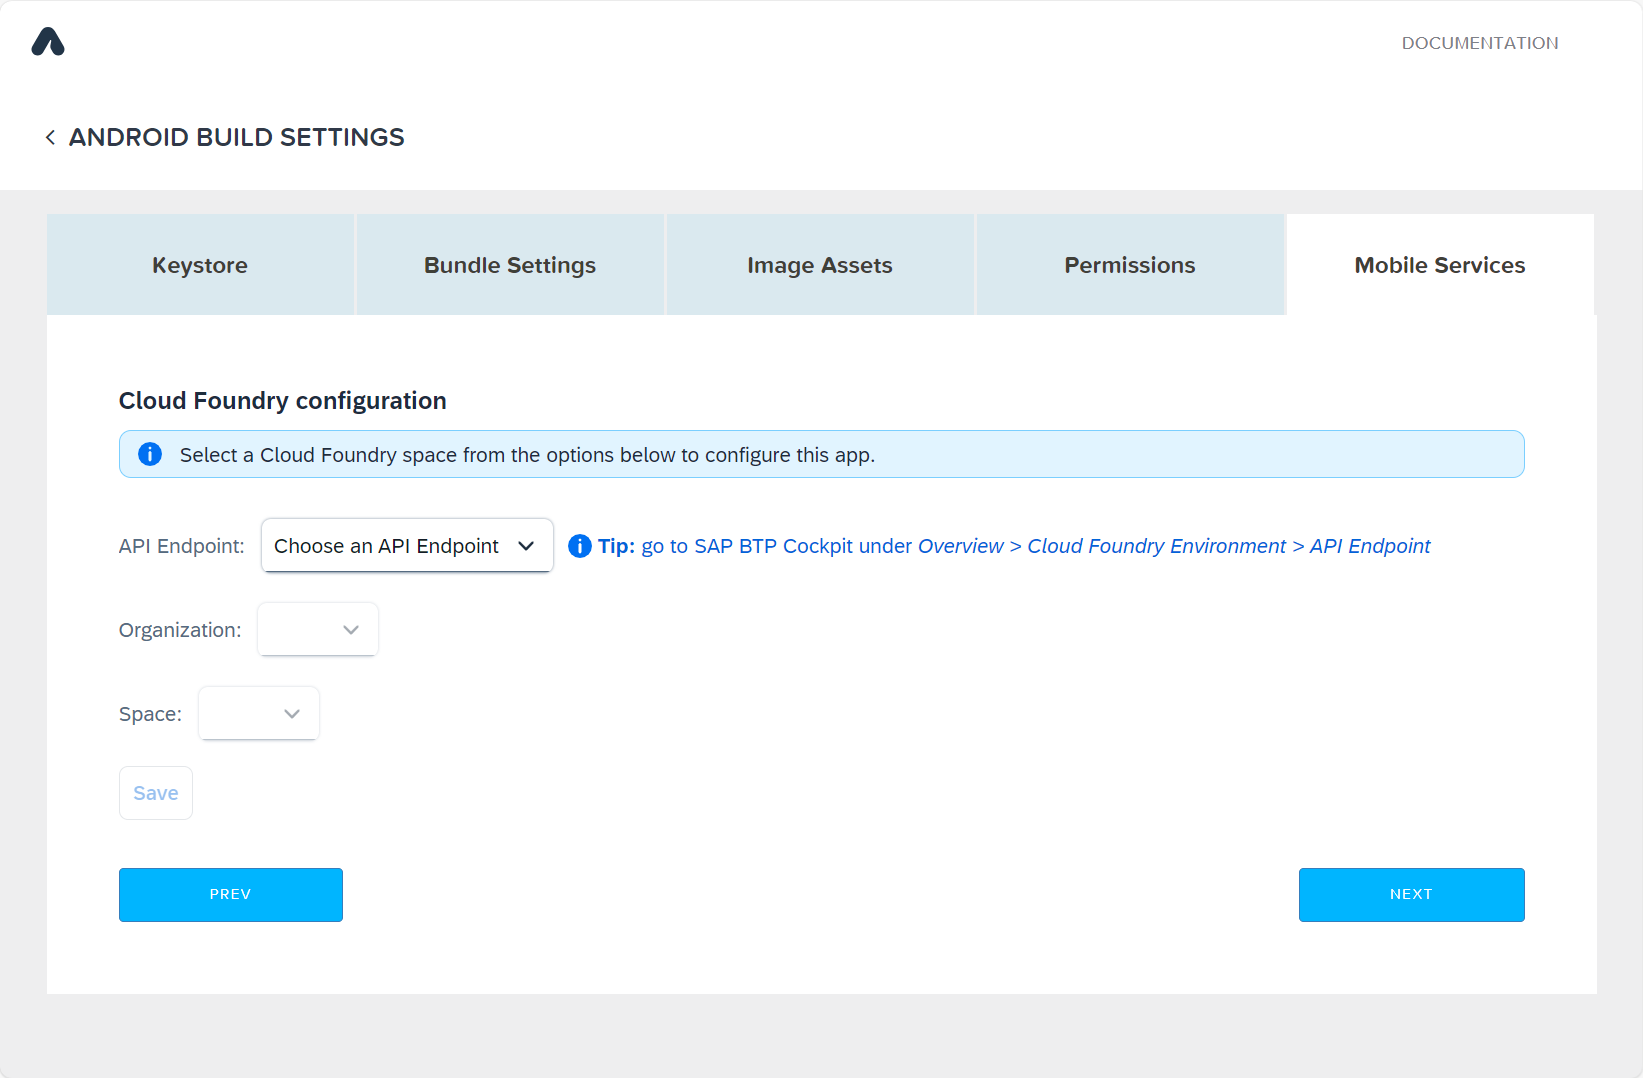 DOCUMENTATION
ANDROID BUILD SETTINGS
Keystore
Bundle Settings
Image Assets
Permissions
Mobile Services
Cloud Foundry configuration
Select a Cloud Foundry space from the options below to configure this app.
API Endpoint: Choose an API Endpoint Tip: go to SAP BTP Cockpit under Overview > Cloud Foundry Environment > API Endpoint
Organization:
Space:
Save
PREV
NEXT